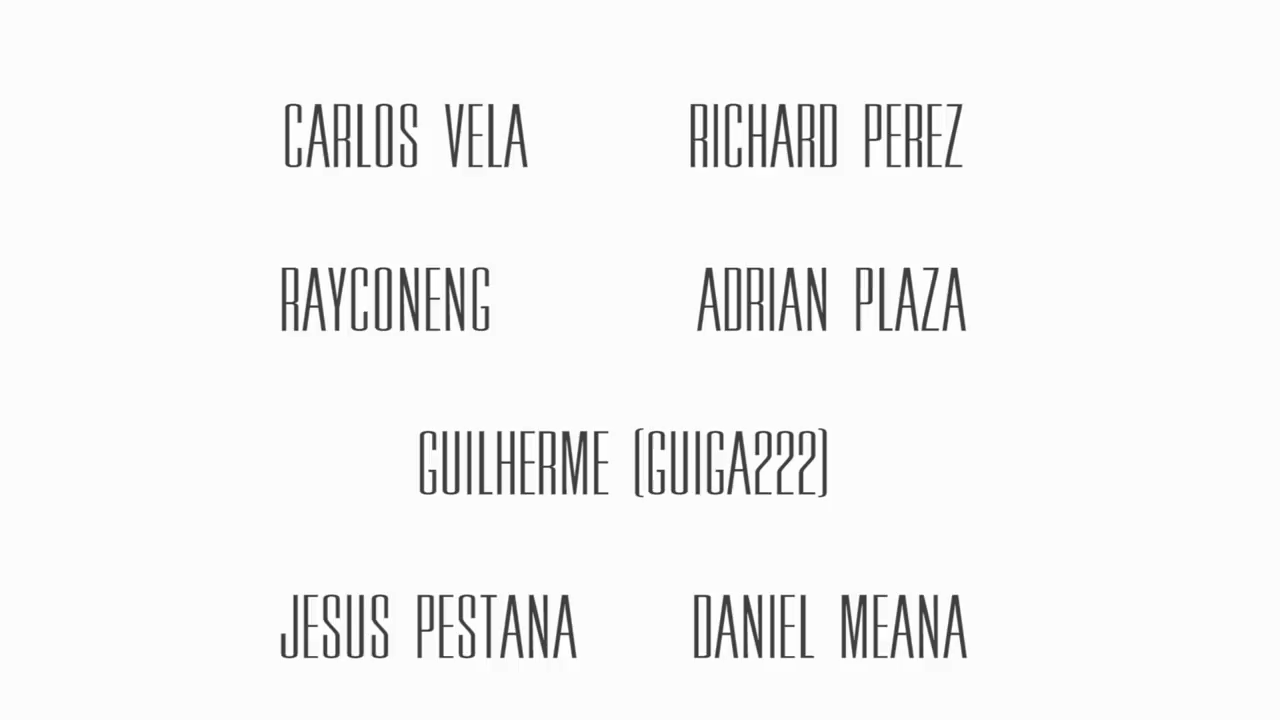 CARLOS VELA RICHARD PEREZ
RAYCONENG ADRIAN PLAZA
GUILHERME (GUIGA222)
JESUS PESTANA DANIEL MEANA